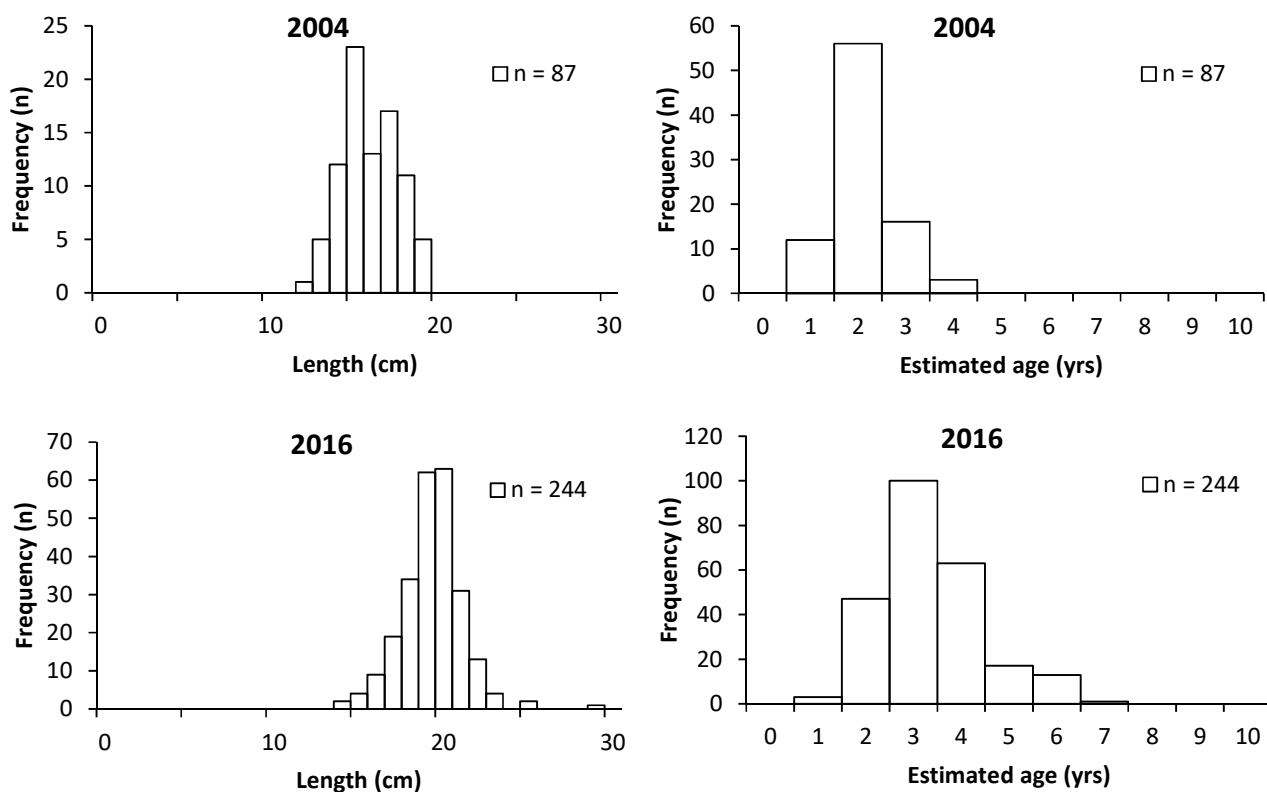 2004
n = 87
Frequency (n)
25
20
15
10
5
0
0 10 20 30
Length (cm)
2004
n = 87
Frequency (n)
60
50
40
30
20
10
0
0 1 2 3 4 5 6 7 8 9 10
Estimated age (yrs)
2016
n = 244
Frequency (n)
70
60
50
40
30
20
10
0
0 10 20 30
Length (cm)
2016
n = 244
Frequency (n)
120
100
80
60
40
20
0
0 1 2 3 4 5 6 7 8 9 10
Estimated age (yrs)